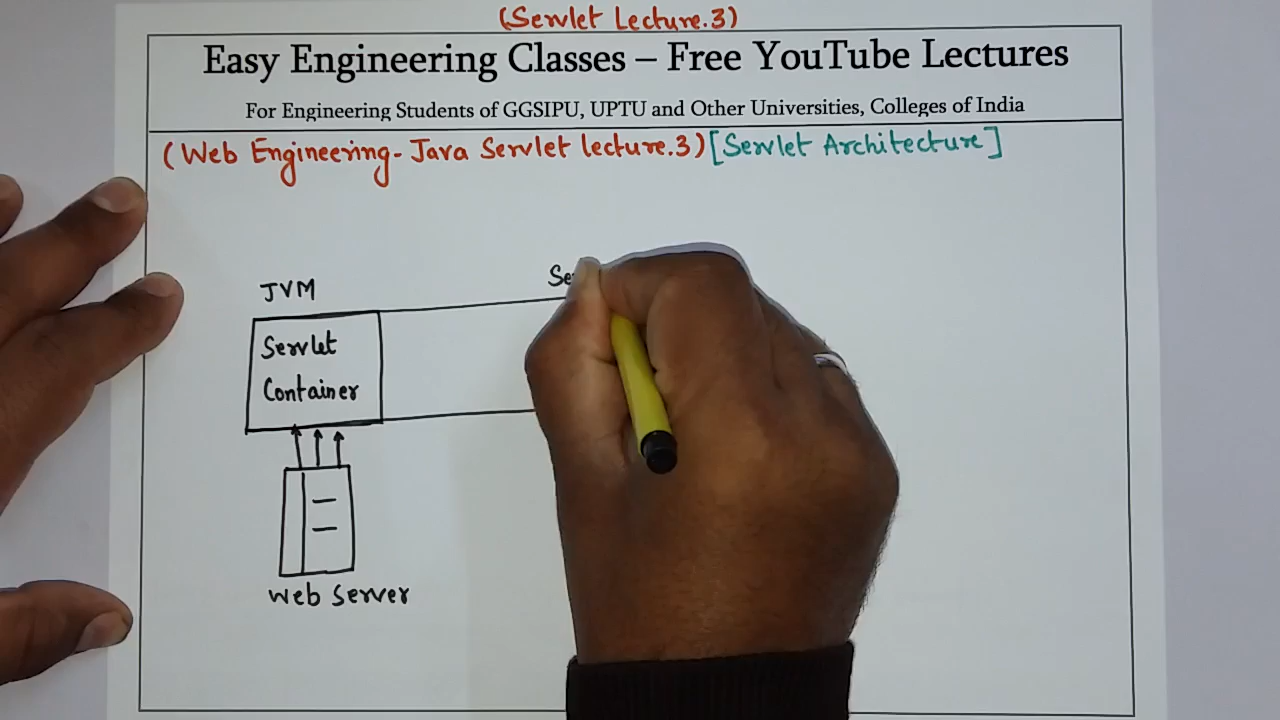 (Servlet Lecture.3)
Easy Engineering Classes – Free YouTube Lectures
For Engineering Students of GGSIPU, UPTU and Other Universities, Colleges of India
(Web Engineering- Java Servlet lecture.3) [Servlet Architecture]
JVM
Servlet
Container
Web Server